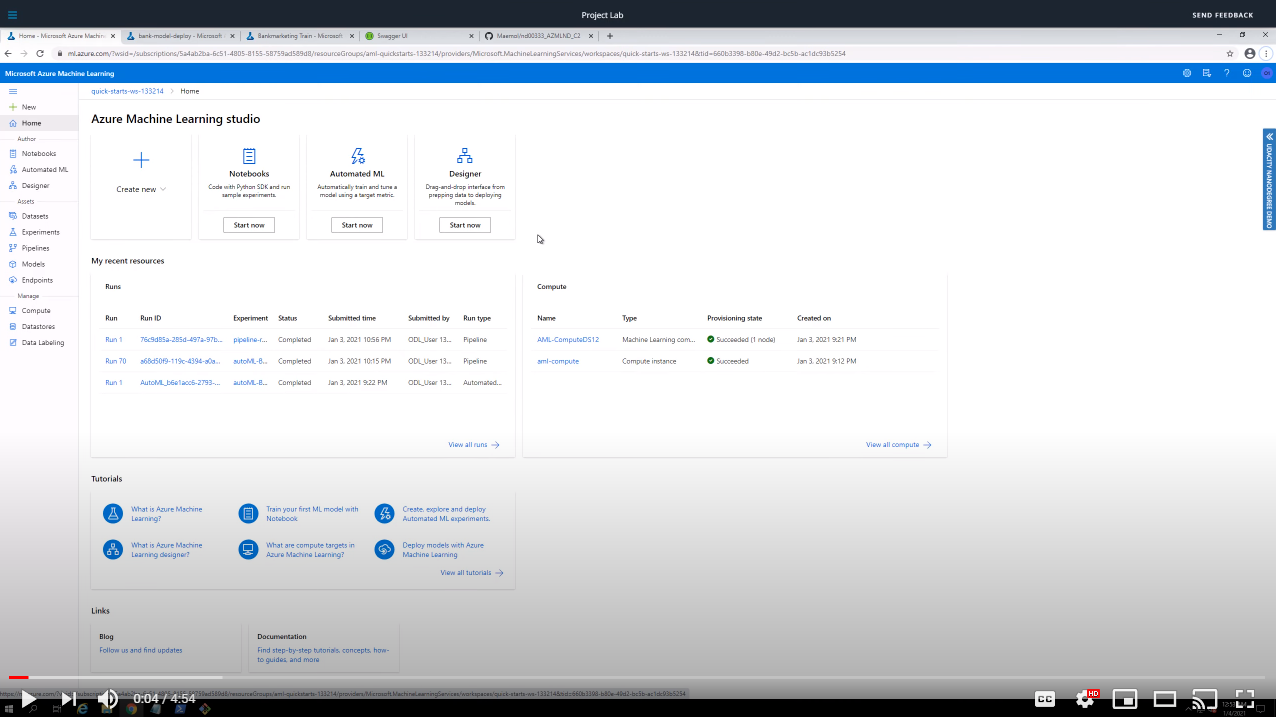 Project Lab
SEND FEEDBACK
Home - Microsoft Azure Machin
bank-model-deploy - Microsoft
Bankmarketing Train - Microsoft
Swagger UI
Maemol/nd00333_AZMLND_C2
ml.azure.com/?wsid=/subscriptions/5a4ab2ba-6c51-4805-8155-58759ad589d8/resourceGroups/aml-quickstarts-133214/providers/Microsoft.MachineLearningServices/workspaces/quick-starts-ws-133214&tid=660b3398-b80e-49d2-bc5b-ac1dc93b5254
Microsoft Azure Machine Learning
quick-starts-ws-133214 > Home
New
Home
Author
Notebooks
Automated ML
Designer
Assets
Datasets
Experiments
Pipelines
Models
Endpoints
Manage
Compute
Datastores
Data Labeling
Azure Machine Learning studio
Create new
Notebooks
Code with Python SDK and run
sample experiments.
Start now
Automated ML
Automatically train and tune a
model using a target metric.
Start now
Designer
Drag-and-drop interface from
prepping data to deploying
models.
Start now
UDACITY NANODEGREE DEMO
My recent resources
Runs
Run Run ID Experiment Status Submitted time Submitted by Run type
Run 1 76c9d85a-285d-497a-97b... pipeline-r... Completed Jan 3, 2021 10:56 PM ODL_User 13... Pipeline
Run 70 a68d50f9-119c-4394-a0a... autoML-B... Completed Jan 3, 2021 10:15 PM ODL_User 13... Pipeline
Run 1 AutoML_b6e1acc6-2793-... autoML-B... Completed Jan 3, 2021 9:22 PM ODL_User 13... Automated...
View all runs
Compute
Name Type Provisioning state Created on
AML-ComputeDS12 Machine Learning com... Succeeded (1 node) Jan 3, 2021 9:21 PM
aml-compute Compute instance Succeeded Jan 3, 2021 9:12 PM
View all compute
Tutorials
What is Azure Machine
Learning?
Train your first ML model with
Notebook
Create, explore and deploy
Automated ML experiments.
What is Azure Machine
Learning designer?
What are compute targets in
Azure Machine Learning?
Deploy models with Azure
Machine Learning
View all tutorials
Links
Blog
Follow us and find updates
Documentation
Find step-by-step tutorials, concepts, how-
to guides, and more
0:04 / 4:54
CC
HD
1/4/2021